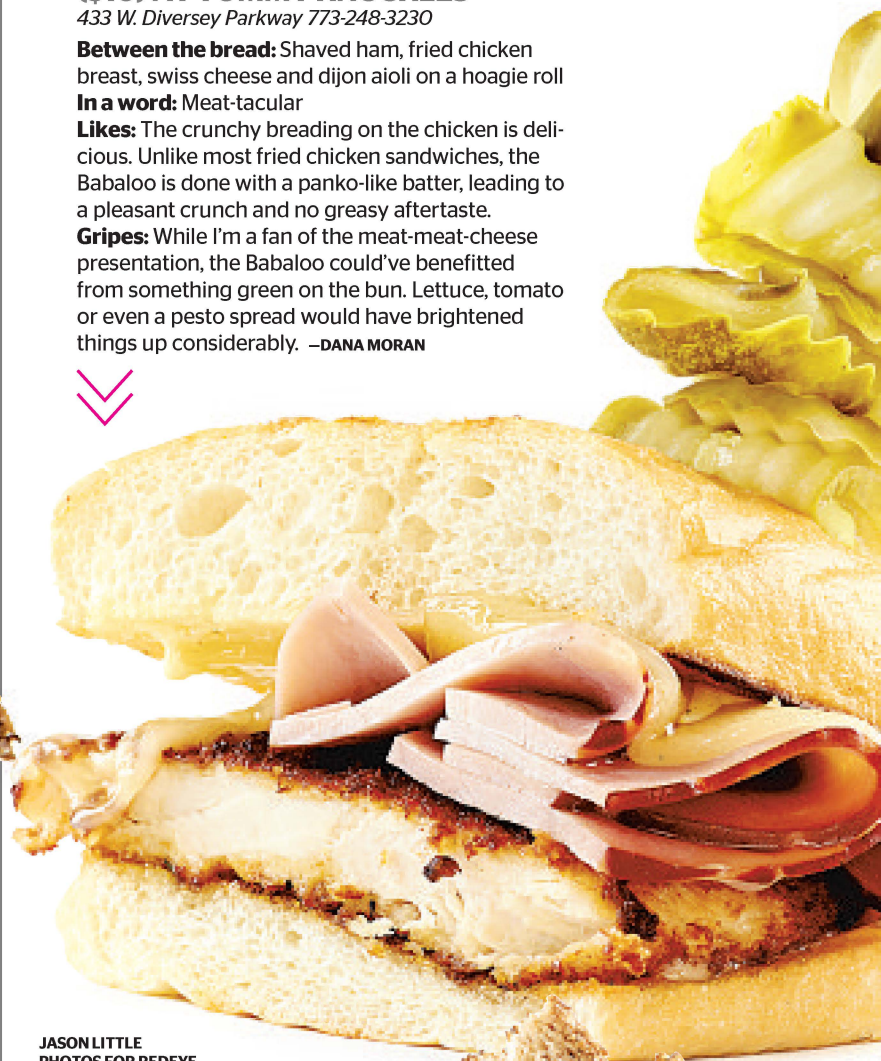 433 W. Diversey Parkway 773-248-3230
Between the bread: Shaved ham, fried chicken
breast, swiss cheese and dijon aioli on a hoagie roll
In a word: Meat-tacular
Likes: The crunchy breading on the chicken is deli-
cious. Unlike most fried chicken sandwiches, the
Babaloo is done with a panko-like batter, leading to
a pleasant crunch and no greasy aftertaste.
Gripes: While I'm a fan of the meat-meat-cheese
presentation, the Babaloo could've benefitted
from something green on the bun. Lettuce, tomato
or even a pesto spread would have brightened
things up considerably. —DANA MORAN
JASON LITTLE
PHOTOS FOR REDEYE